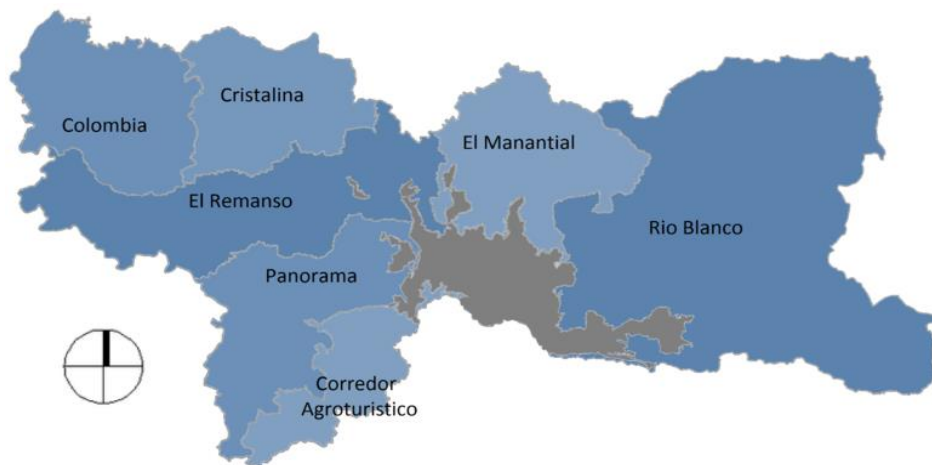 Cristalina
Colombia
El Manantial
El Remanso
Rio Blanco
Panorama
Corredor
Agroturistico